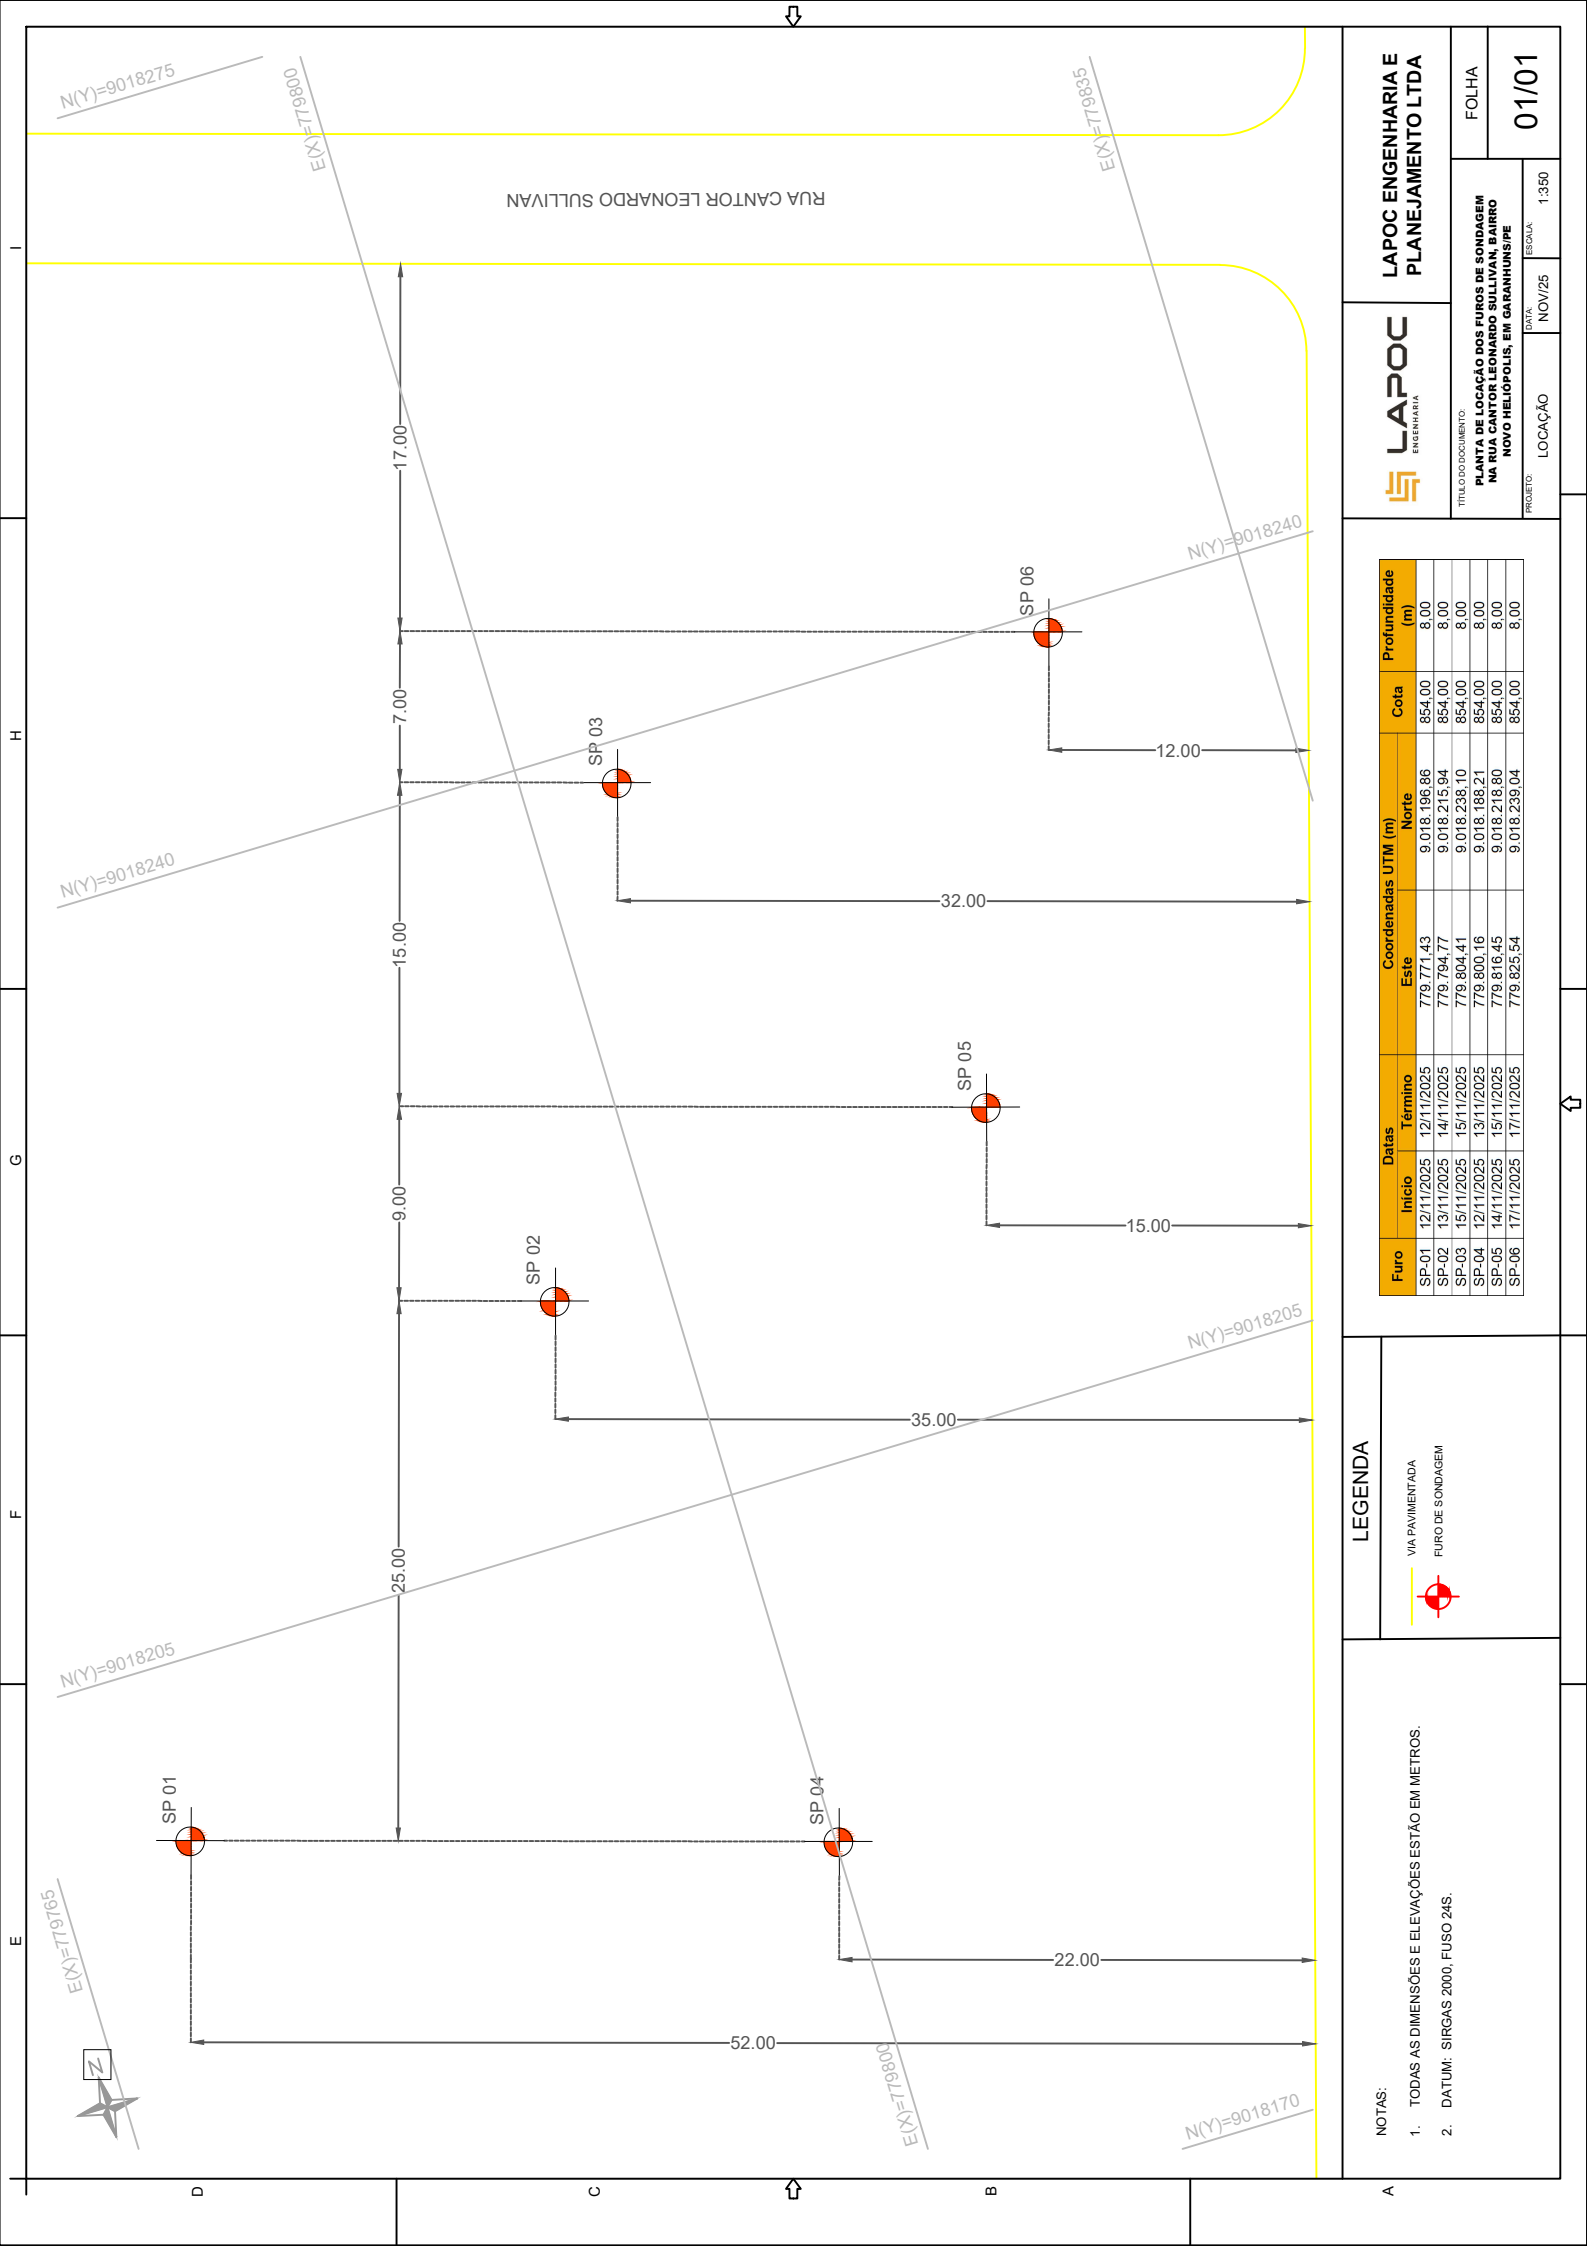 E
F
G
H
I
D
C
B
A
N
E(X)=779765
N(Y)=9018205
N(Y)=9018240
N(Y)=9018275
E(X)=779800
SP 01
SP 02
SP 03
SP 04
SP 05
SP 06
25.00
9.00
15.00
7.00
17.00
52.00
22.00
35.00
15.00
32.00
12.00
E(X)=779800
N(Y)=9018170
N(Y)=9018205
N(Y)=9018240
E(X)=779835
RUA CANTOR LEONARDO SULLIVAN
NOTAS:
1. TODAS AS DIMENSÕES E ELEVAÇÕES ESTÃO EM METROS.
2. DATUM: SIRGAS 2000, FUSO 24S.
LEGENDA
VIA PAVIMENTADA
FURO DE SONDAGEM
Furo Datas Coordenadas UTM (m) Cota Profundidade (m)
Início Término Este Norte
SP-01 12/11/2025 12/11/2025 779.771,43 9.018.196,86 854,00 8,00
SP-02 13/11/2025 14/11/2025 779.794,77 9.018.215,94 854,00 8,00
SP-03 15/11/2025 15/11/2025 779.804,41 9.018.238,10 854,00 8,00
SP-04 12/11/2025 13/11/2025 779.800,16 9.018.188,21 854,00 8,00
SP-05 14/11/2025 15/11/2025 779.816,45 9.018.218,80 854,00 8,00
SP-06 17/11/2025 17/11/2025 779.825,54 9.018.239,04 854,00 8,00
LAPOC
ENGENHARIA
LAPOC ENGENHARIA E
PLANEJAMENTO LTDA
TÍTULO DO DOCUMENTO:
PLANTA DE LOCAÇÃO DOS FUROS DE SONDAGEM
NA RUA CANTOR LEONARDO SULLIVAN, BAIRRO
NOVO HELIÓPOLIS, EM GARANHUNS/PE
FOLHA
01/01
PROJETO:
LOCAÇÃO
DATA:
NOV/25
ESCALA:
1:350